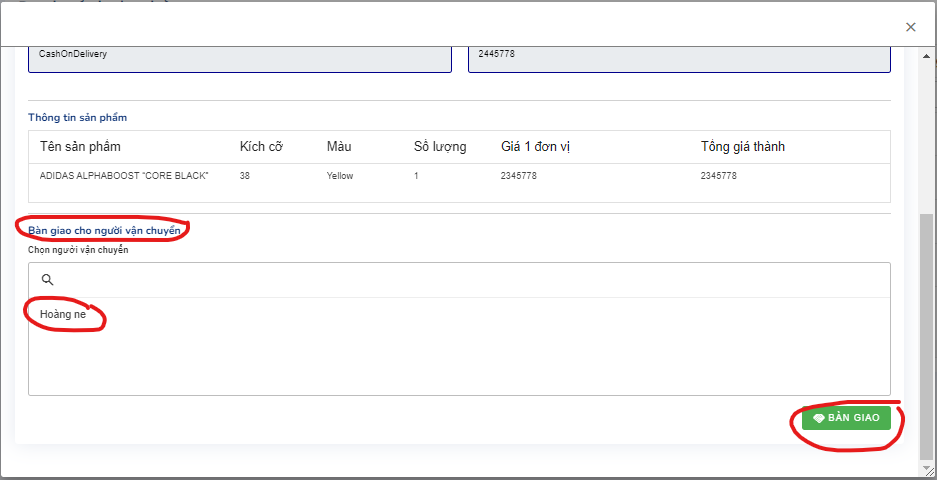 CashOnDelivery 2445778
Thông tin sản phẩm
Tên sản phẩm Kích cỡ Màu Số lượng Giá 1 đơn vị Tổng giá thành
ADIDAS ALPHABOOST "CORE BLACK" 38 Yellow 1 2345778 2345778
Bàn giao cho người vận chuyển
Chọn người vận chuyển
Hoàng ne
BÀN GIAO